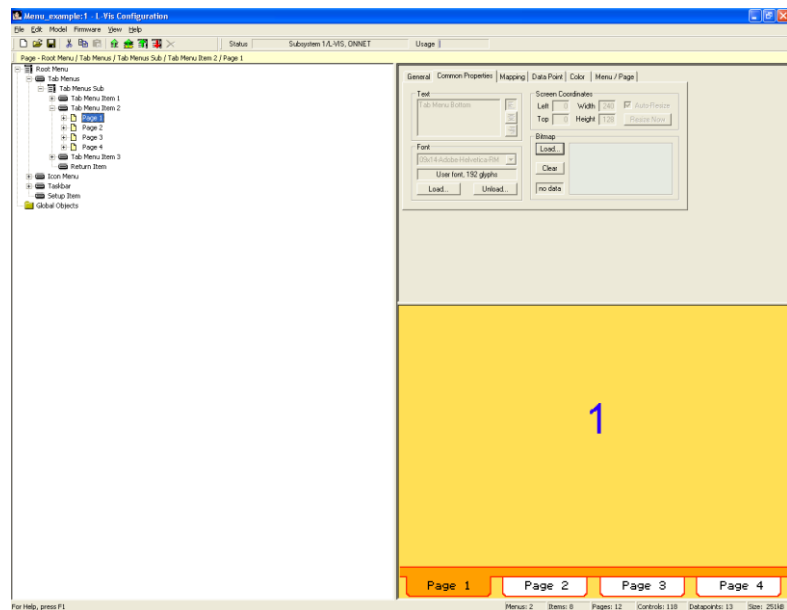 Menu_example:1 - L-Vis Configuration
File Edit Model Firmware View Help
Status Subsystem 1/L-VIS, ONNET Usage
Page - Root Menu / Tab Menus / Tab Menus Sub / Tab Menu Item 2 / Page 1
Root Menu
Tab Menus
Tab Menus Sub
Tab Menu Item 1
Tab Menu Item 2
Page 1
Page 2
Page 3
Page 4
Tab Menu Item 3
Return Item
Icon Menu
Taskbar
Setup Item
Global Objects
General Common Properties Mapping Data Point Color Menu / Page
Text
Tab Menu Bottom
Font
09x14-Adobe-Helvetica-RM
User font, 192 glyphs
Load... Unload...
Screen Coordinates
Left 0 Width 240 Auto-Resize
Top 0 Height 128 Resize Now
Bitmap
Load...
Clear
no data
1
Page 1 Page 2 Page 3 Page 4
For Help, press F1
Menus: 2 Items: 8 Pages: 12 Controls: 118 Datapoints: 13 Size: 251kB